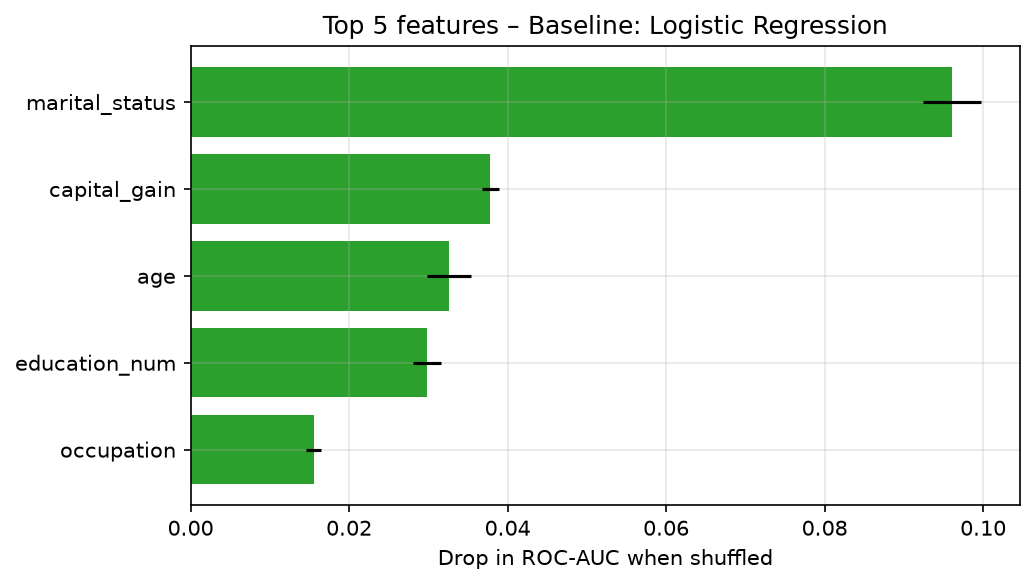 Top 5 features – Baseline: Logistic Regression
marital_status
capital_gain
age
education_num
occupation
0.00 0.02 0.04 0.06 0.08 0.10
Drop in ROC-AUC when shuffled